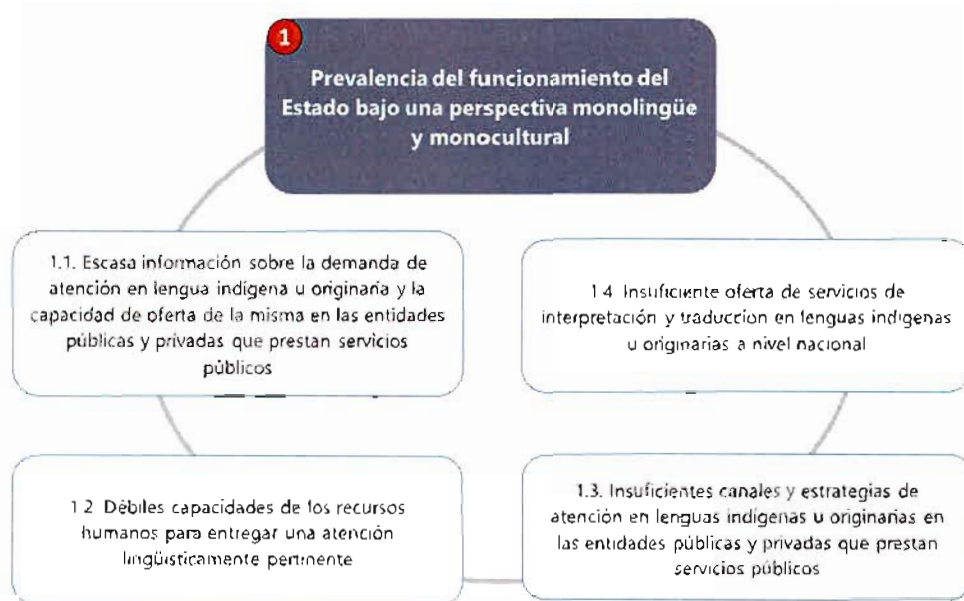 1
Prevalencia del funcionamiento del
Estado bajo una perspectiva monolingüe
y monocultural
1.1. Escasa información sobre la demanda de
atención en lengua indígena u originaria y la
capacidad de oferta de la misma en las entidades
públicas y privadas que prestan servicios
públicos
1.4 Insuficiente oferta de servicios de
interpretación y traduccion en lenguas indigenas
u originarias a nivel nacional
1.2 Débiles capacidades de los recursos
humanos para entregar una atención
lingüisticamente pertinente
1.3. Insuficientes canales y estrategias de
atención en lenguas indígenas u originarias en
las entidades públicas y privadas que prestan
servicios públicos